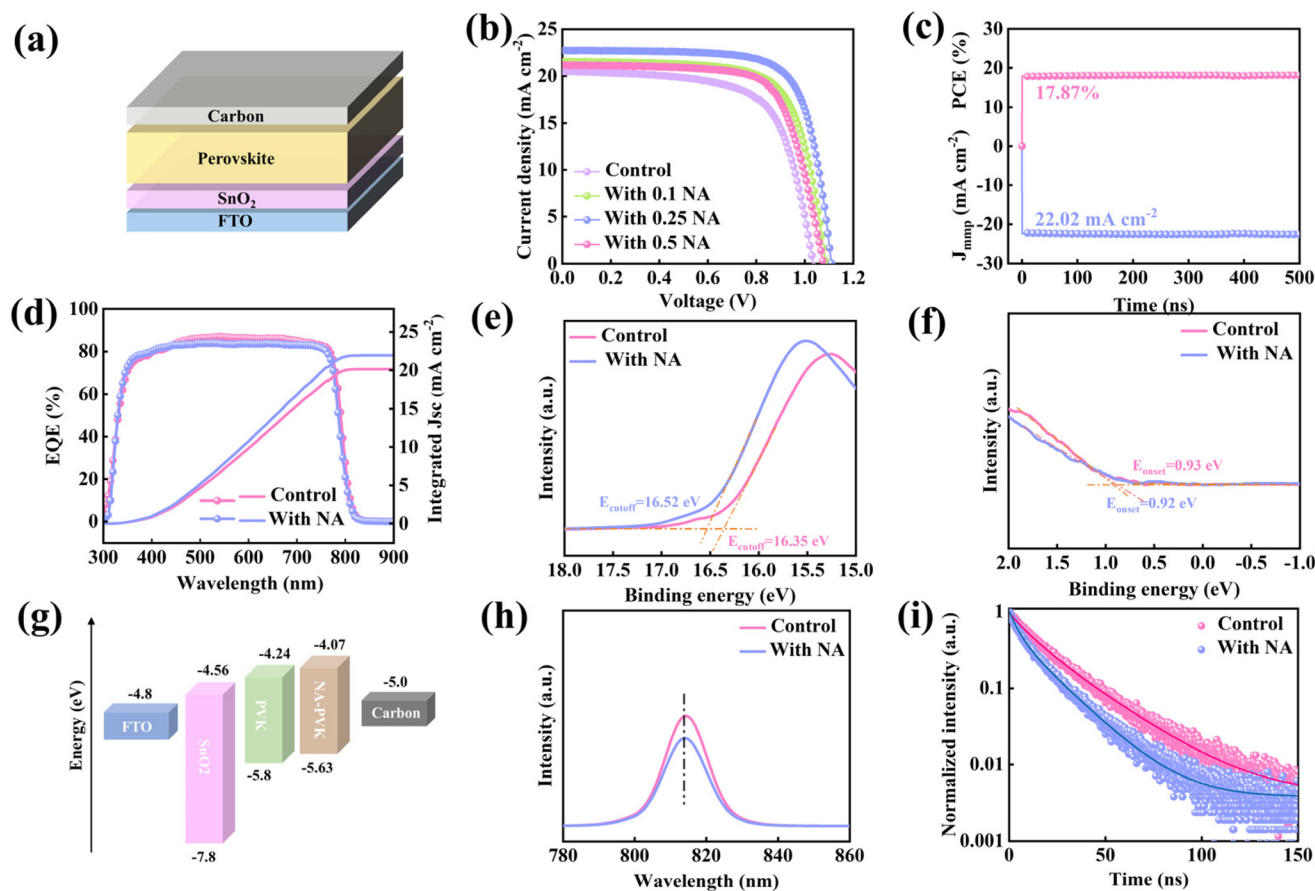 (a)
Carbon
Perovskite
SnO₂
FTO
(b)
Current density (mA cm⁻²)
25
20
15
10
5
0
Control
With 0.1 NA
With 0.25 NA
With 0.5 NA
0.0 0.2 0.4 0.6 0.8 1.0 1.2
Voltage (V)
(c)
PCE (%)
J_mmp (mA cm⁻²)
30
20
10
0
-10
-20
-30
17.87%
22.02 mA cm⁻²
0 100 200 300 400 500
Time (ns)
(d)
EQE (%)
100
80
60
40
20
0
Integrated Jsc (mA cm⁻²)
25
20
15
10
5
0
Control
With NA
300 400 500 600 700 800 900
Wavelength (nm)
(e)
Intensity (a.u.)
Control
With NA
E_cutoff=16.52 eV
E_cutoff=16.35 eV
18.0 17.5 17.0 16.5 16.0 15.5 15.0
Binding energy (eV)
(f)
Intensity (a.u.)
Control
With NA
E_onset=0.93 eV
E_onset=0.92 eV
2.0 1.5 1.0 0.5 0.0 -0.5 -1.0
Binding energy (eV)
(g)
Energy (eV)
-4.8
FTO
-4.56
SnO2
-7.8
-4.24
PVK
-5.8
-4.07
NA-PVK
-5.63
-5.0
Carbon
(h)
Intensity (a.u.)
Control
With NA
780 800 820 840 860
Wavelength (nm)
(i)
Normalized intensity (a.u.)
1
0.1
0.01
0.001
Control
With NA
0 50 100 150
Time (ns)